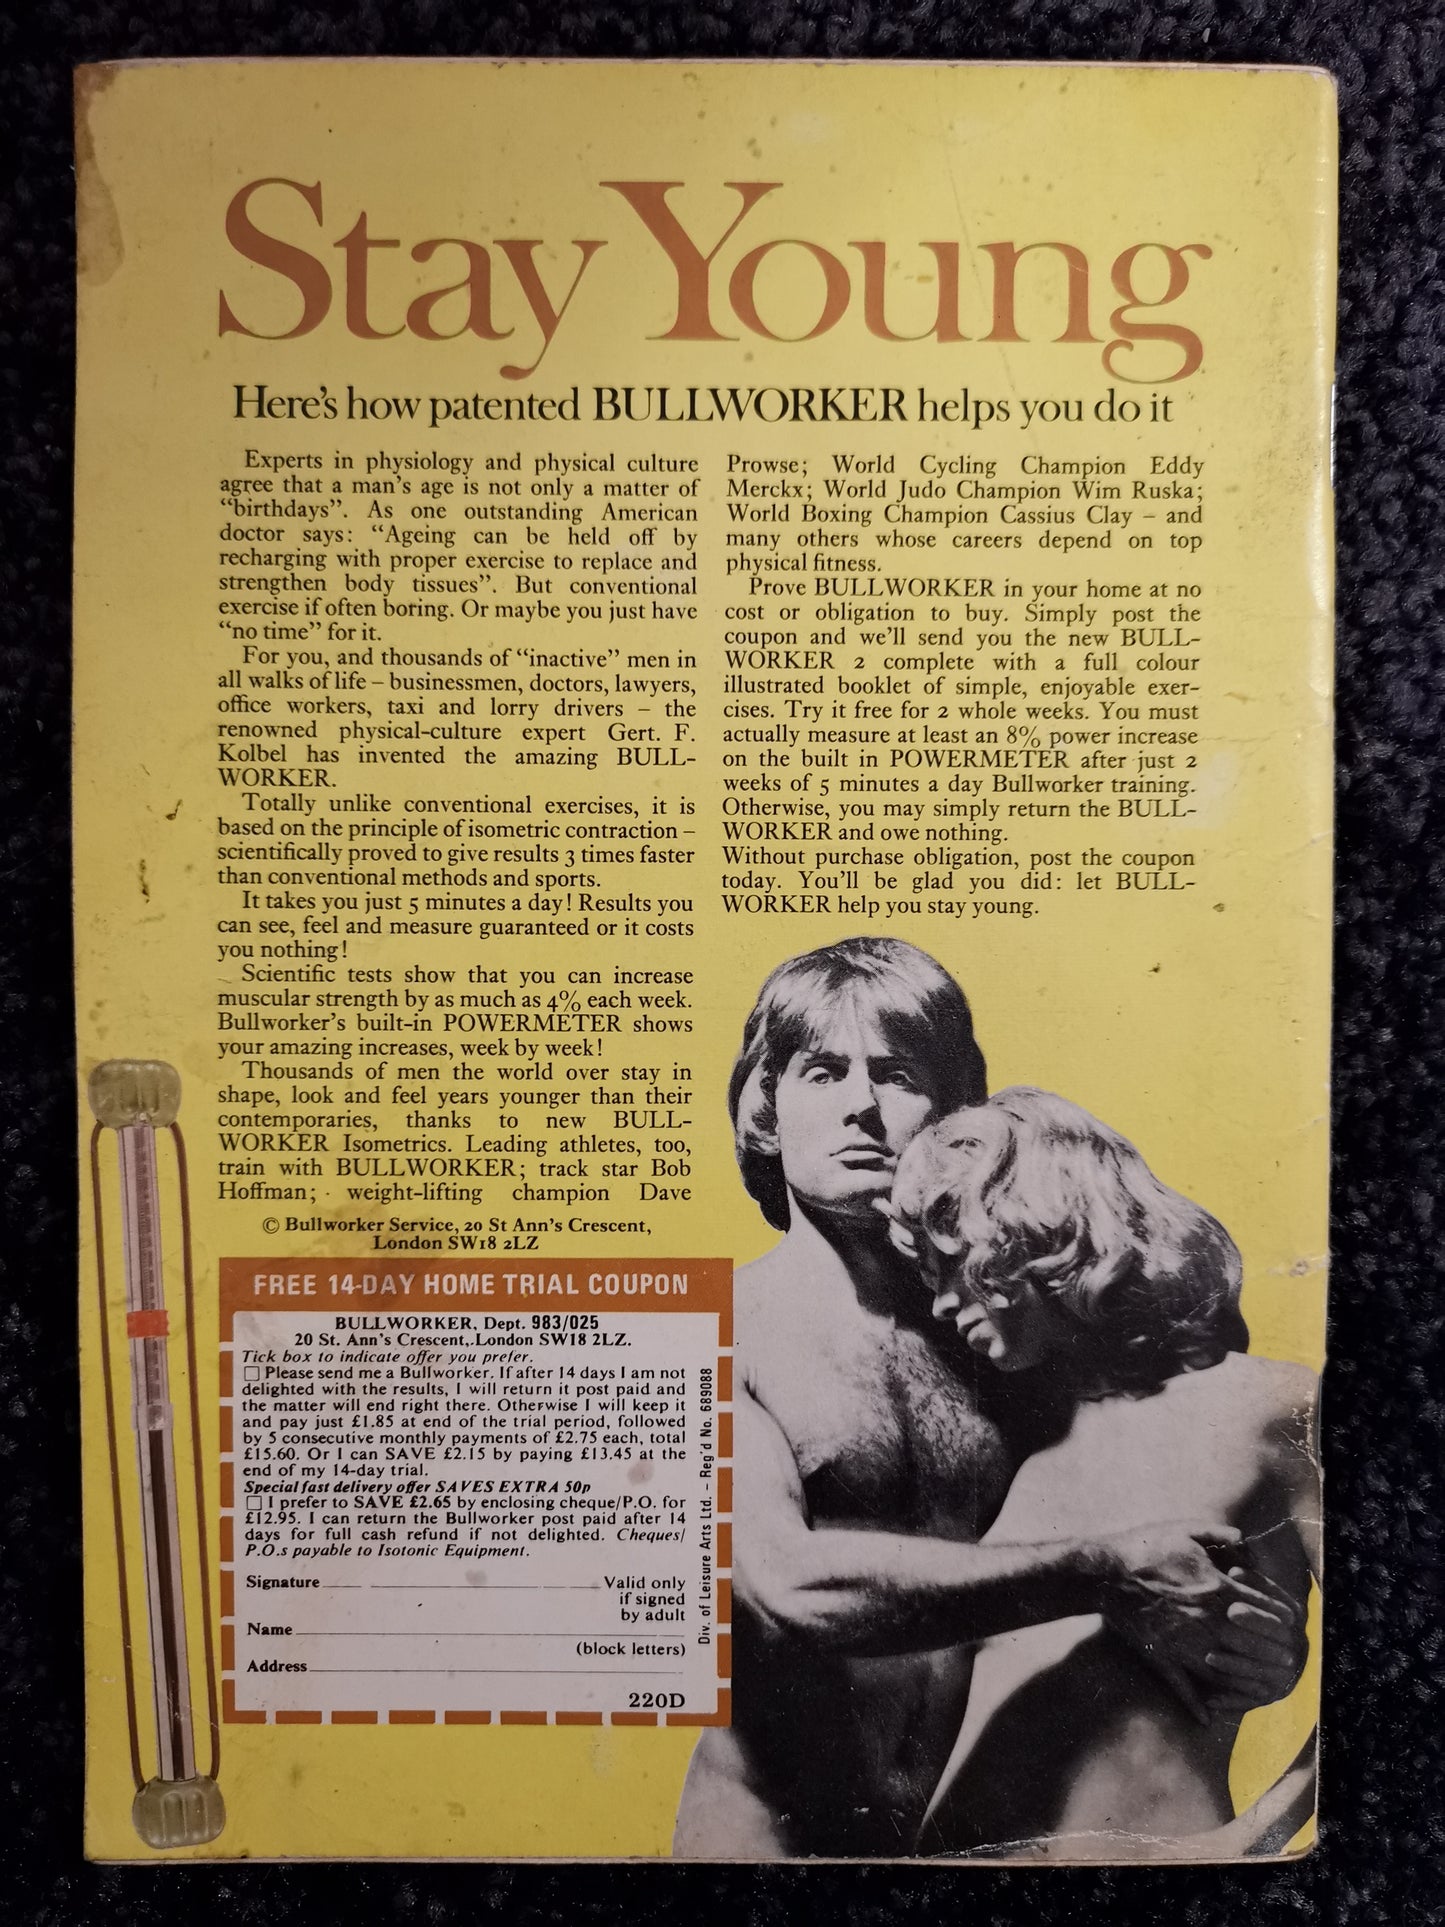 Stay Young
Here's how patented BULLWORKER helps you do it
Experts in physiology and physical culture
agree that a man's age is not only a matter of
“birthdays”. As one outstanding American
doctor says: “Ageing can be held off by
recharging with proper exercise to replace and
strengthen body tissues”. But conventional
exercise if often boring. Or maybe you just have
“no time” for it.
For you, and thousands of “inactive” men in
all walks of life – businessmen, doctors, lawyers,
office workers, taxi and lorry drivers – the
renowned physical-culture expert Gert. F.
Kolbel has invented the amazing BULL-
WORKER.
Totally unlike conventional exercises, it is
based on the principle of isometric contraction –
scientifically proved to give results 3 times faster
than conventional methods and sports.
It takes you just 5 minutes a day! Results you
can see, feel and measure guaranteed or it costs
you nothing!
Scientific tests show that you can increase
muscular strength by as much as 4% each week.
Bullworker's built-in POWERMETER shows
your amazing increases, week by week!
Thousands of men the world over stay in
shape, look and feel years younger than their
contemporaries, thanks to new BULL-
WORKER Isometrics. Leading athletes, too,
train with BULLWORKER; track star Bob
Hoffman; weight-lifting champion Dave
Prowse; World Cycling Champion Eddy
Merckx; World Judo Champion Wim Ruska;
World Boxing Champion Cassius Clay – and
many others whose careers depend on top
physical fitness.
Prove BULLWORKER in your home at no
cost or obligation to buy. Simply post the
coupon and we'll send you the new BULL-
WORKER 2 complete with a full colour
illustrated booklet of simple, enjoyable exer-
cises. Try it free for 2 whole weeks. You must
actually measure at least an 8% power increase
on the built in POWERMETER after just 2
weeks of 5 minutes a day Bullworker training.
Otherwise, you may simply return the BULL-
WORKER and owe nothing.
Without purchase obligation, post the coupon
today. You'll be glad you did: let BULL-
WORKER help you stay young.
© Bullworker Service, 20 St Ann's Crescent,
London SW18 2LZ
FREE 14-DAY HOME TRIAL COUPON
BULLWORKER, Dept. 983/025
20 St. Ann's Crescent, London SW18 2LZ.
Tick box to indicate offer you prefer.
□ Please send me a Bullworker. If after 14 days I am not
delighted with the results, I will return it post paid and
the matter will end right there. Otherwise I will keep it
and pay just £1.85 at end of the trial period, followed
by 5 consecutive monthly payments of £2.75 each, total
£15.60. Or I can SAVE £2.15 by paying £13.45 at the
end of my 14-day trial.
Special fast delivery offer SAVES EXTRA 50p
□ I prefer to SAVE £2.65 by enclosing cheque/P.O. for
£12.95. I can return the Bullworker post paid after 14
days for full cash refund if not delighted. Cheques/
P.O.s payable to Isotonic Equipment.
Signature Valid only
if signed
by adult
Name
(block letters)
Address
220D
Div. of Leisure Arts Ltd. – Reg'd No. 689088